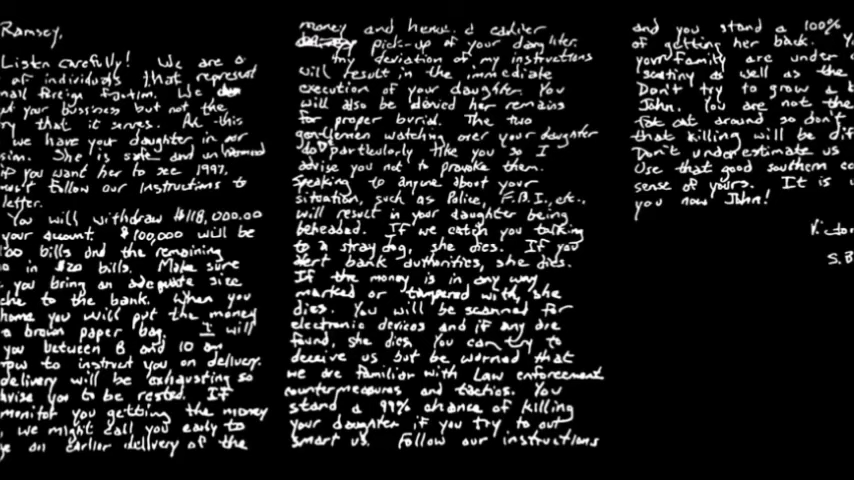 Ramsey,
Listen carefully! We are a
of individuals that represent
mall foreign faction. We do
ut your bussiness but not the
ry that it serves. At this
we have your daughter in our
sion. She is safe and unharmed
if you want her to see 1997,
must follow our instructions to
letter.
You will withdraw $118,000.00
your account. $100,000 will be
00 bills and the remaining
0 in $20 bills. Make sure
you bring an adequate size
che to the bank. When you
home you will put the money
a brown paper bag. I will
you between 8 and 10 am
row to instruct you on delivery.
delivery will be exhausting so
dvise you to be rested. If
monitor you getting the money
, we might call you early to
ge an earlier delivery of the
money and hence a earlier
delivery pick-up of your daughter.
Any deviation of my instructions
will result in the immediate
execution of your daughter. You
will also be denied her remains
for proper burial. The two
gentlemen watching over your daughter
do not particularly like you so I
advise you not to provoke them.
Speaking to anyone about your
situation, such as Police, F.B.I., etc.,
will result in your daughter being
beheaded. If we catch you talking
to a stray dog, she dies. If you
alert bank authorities, she dies.
If the money is in any way
marked or tampered with, she
dies. You will be scanned for
electronic devices and if any are
found, she dies. You can try to
deceive us but be warned that
we are familiar with Law enforcement
countermeasures and tactics. You
stand a 99% chance of killing
your daughter if you try to out
smart us. Follow our instructions
and you stand a 100%
of getting her back. Yo
your family are under c
scutiny as well as the
Don't try to grow a b
John. You are not the
fat cat around so don't
that killing will be dif
Don't underestimate us
Use that good southern co
sense of yours. It is u
you now John!
Victor
S.B